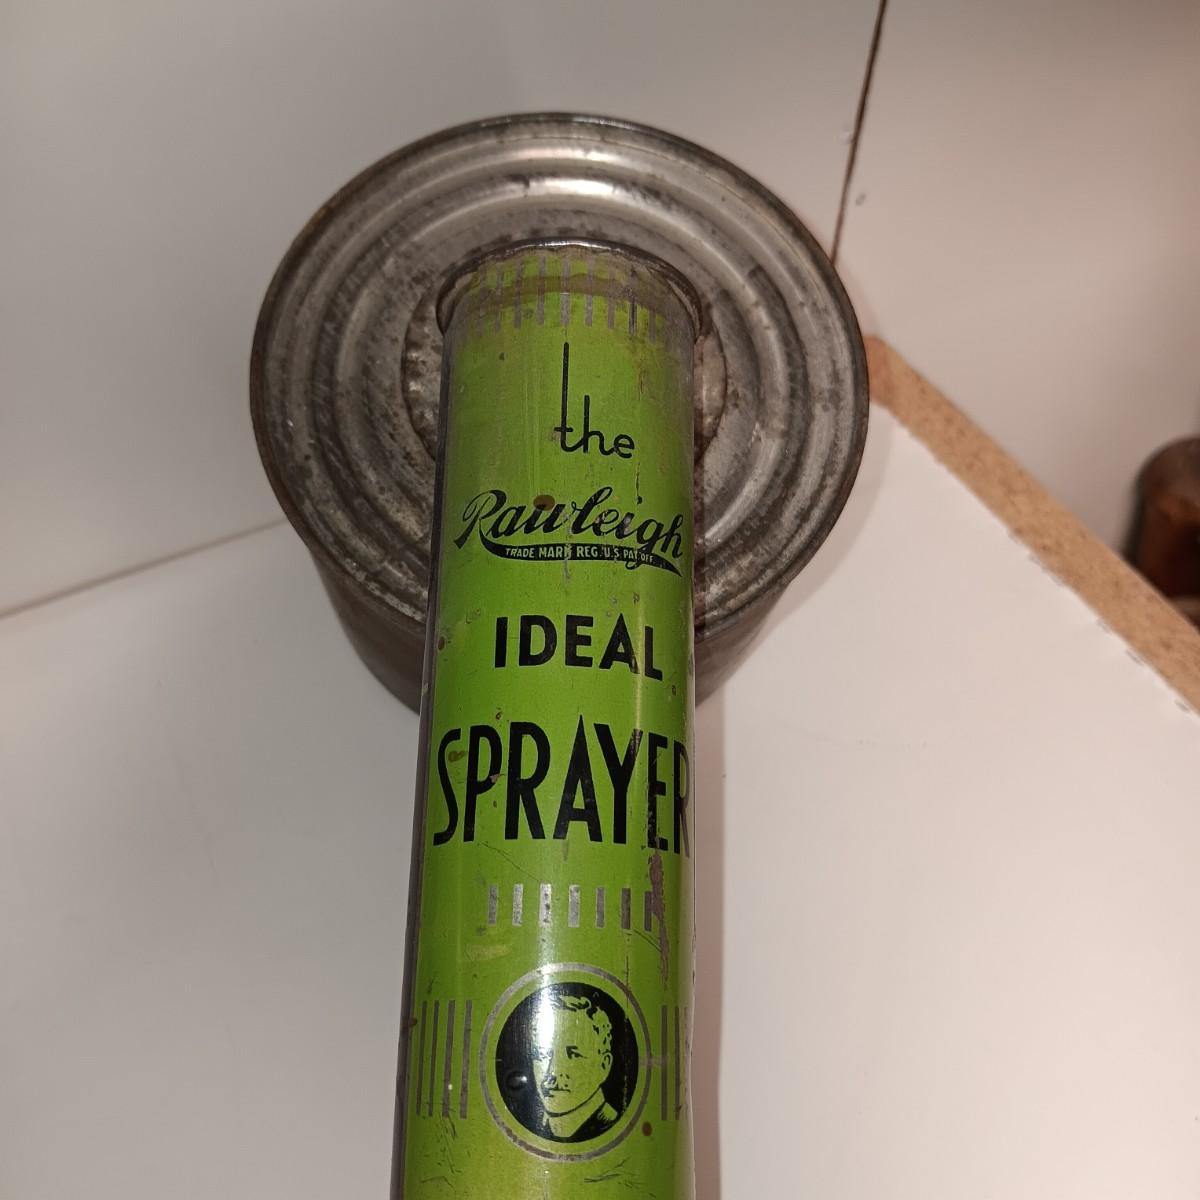 the
Rawleigh
TRADE MARK REG. U.S. PAT. OFF.
IDEAL
SPRAYER